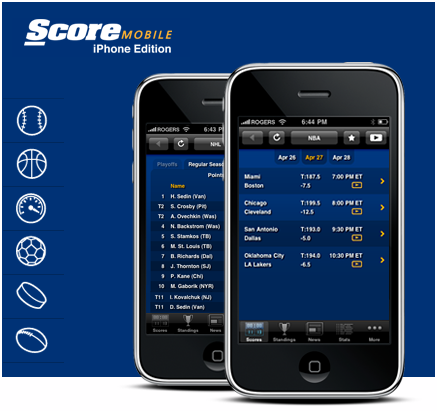 Score MOBILE
iPhone Edition
ROGERS 6:43 P
NHL
Playoffs Regular Seas
Point
Name
1 H. Sedin (Van)
T2 S. Crosby (Pit)
T2 A. Ovechkin (Was)
4 N. Backstrom (Was)
5 S. Stamkos (TB)
6 M. St. Louis (TB)
7 B. Richards (Dal)
8 J. Thornton (SJ)
9 P. Kane (Chi)
10 M. Gaborik (NYR)
T11 I. Kovalchuk (NJ)
T11 D. Sedin (Van)
Scores Standings News
ROGERS 6:44 PM
NBA
Apr 26 Apr 27 Apr 28
Miami T:187.5 7:00 PM ET
Boston -7.5
Chicago T:199.5 8:00 PM ET
Cleveland -12.5
San Antonio T:193.0 9:30 PM ET
Dallas -5.0
Oklahoma City T:194.0 10:30 PM ET
LA Lakers -6.5
Scores Standings News Stats More